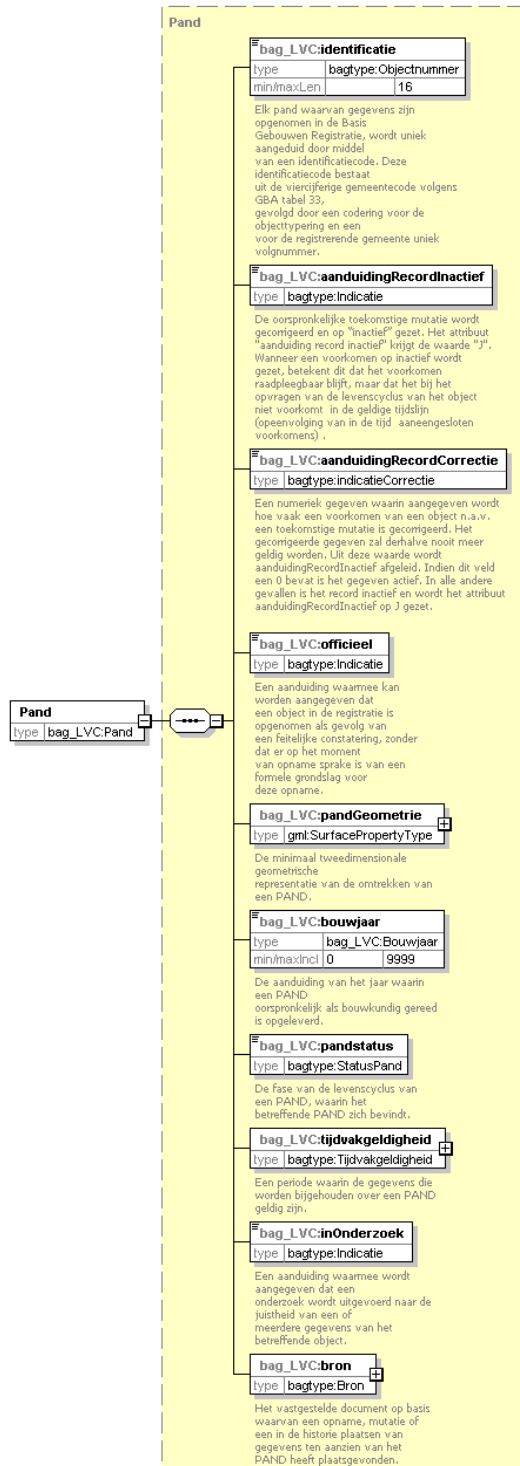 Pand
bag_LVC:identificatie
type bagtype:Objectnummer
min/maxLen 16
Elk pand waarvan gegevens zijn
opgenomen in de Basis
Gebouwen Registratie, wordt uniek
aangeduid door middel
van een identificatiecode. Deze
identificatiecode bestaat
uit de viercijferige gemeentecode volgens
GBA tabel 33,
gevolgd door een codering voor de
objecttypering en een
voor de registrerende gemeente uniek
volgnummer.
bag_LVC:aanduidingRecordInactief
type bagtype:Indicatie
De oorspronkelijke toekomstige mutatie wordt
gecorrigeerd en op "inactief" gezet. Het attribuut
"aanduiding record inactief" krijgt de waarde "J".
Wanneer een voorkomen op inactief wordt
gezet, betekent dit dat het voorkomen
raadpleegbaar blijft, maar dat het bij het
opvragen van de levenscyclus van het object
niet voorkomt in de geldige tijdslijn
(opeenvolging van in de tijd aaneengesloten
voorkomens) .
bag_LVC:aanduidingRecordCorrectie
type bagtype:indicatieCorrectie
Een numeriek gegeven waarin aangegeven wordt
hoe vaak een voorkomen van een object n.a.v.
een toekomstige mutatie is gecorrigeerd. Het
gecorrigeerde gegeven zal derhalve nooit meer
geldig worden. Uit deze waarde wordt
aanduidingRecordInactief afgeleid. Indien dit veld
een 0 bevat is het gegeven actief. In alle andere
gevallen is het record inactief en wordt het attribuut
aanduidingRecordInactief op J gezet.
bag_LVC:officieel
type bagtype:Indicatie
Een aanduiding waarmee kan
worden aangegeven dat
een object in de registratie is
opgenomen als gevolg van
een feitelijke constatering, zonder
dat er op het moment
van opname sprake is van een
formele grondslag voor
deze opname.
Pand
type bag_LVC:Pand
bag_LVC:pandGeometrie
type gml:SurfacePropertyType
De minimaal tweedimensionale
geometrische
representatie van de omtrekken van
een PAND.
bag_LVC:bouwjaar
type bag_LVC:Bouwjaar
min/maxIncl 0 9999
De aanduiding van het jaar waarin
een PAND
oorspronkelijk als bouwkundig gereed
is opgeleverd.
bag_LVC:pandstatus
type bagtype:StatusPand
De fase van de levenscyclus van
een PAND, waarin het
betreffende PAND zich bevindt.
bag_LVC:tijdvakgeldigheid
type bagtype:Tijdvakgeldigheid
Een periode waarin de gegevens die
worden bijgehouden over een PAND
geldig zijn.
bag_LVC:inOnderzoek
type bagtype:Indicatie
Een aanduiding waarmee wordt
aangegeven dat een
onderzoek wordt uitgevoerd naar de
juistheid van een of
meerdere gegevens van het
betreffende object.
bag_LVC:bron
type bagtype:Bron
Het vastgestelde document op basis
waarvan een opname, mutatie of
een in de historie plaatsen van
gegevens ten aanzien van het
PAND heeft plaatsgevonden.